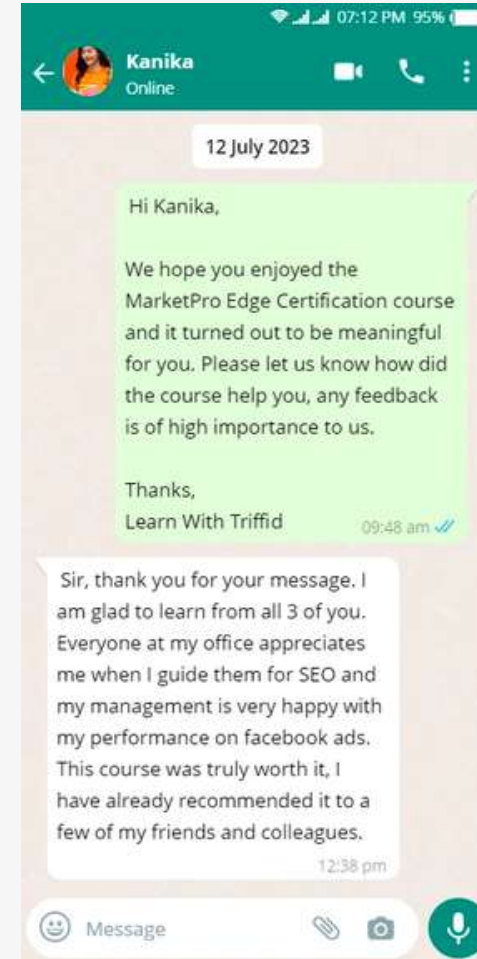 07:12 PM 95%
Kanika
Online
12 July 2023
Hi Kanika,
We hope you enjoyed the
MarketPro Edge Certification course
and it turned out to be meaningful
for you. Please let us know how did
the course help you, any feedback
is of high importance to us.
Thanks,
Learn With Triffid
09:48 am
Sir, thank you for your message. I
am glad to learn from all 3 of you.
Everyone at my office appreciates
me when I guide them for SEO and
my management is very happy with
my performance on facebook ads.
This course was truly worth it, I
have already recommended it to a
few of my friends and colleagues.
12:38 pm
Message